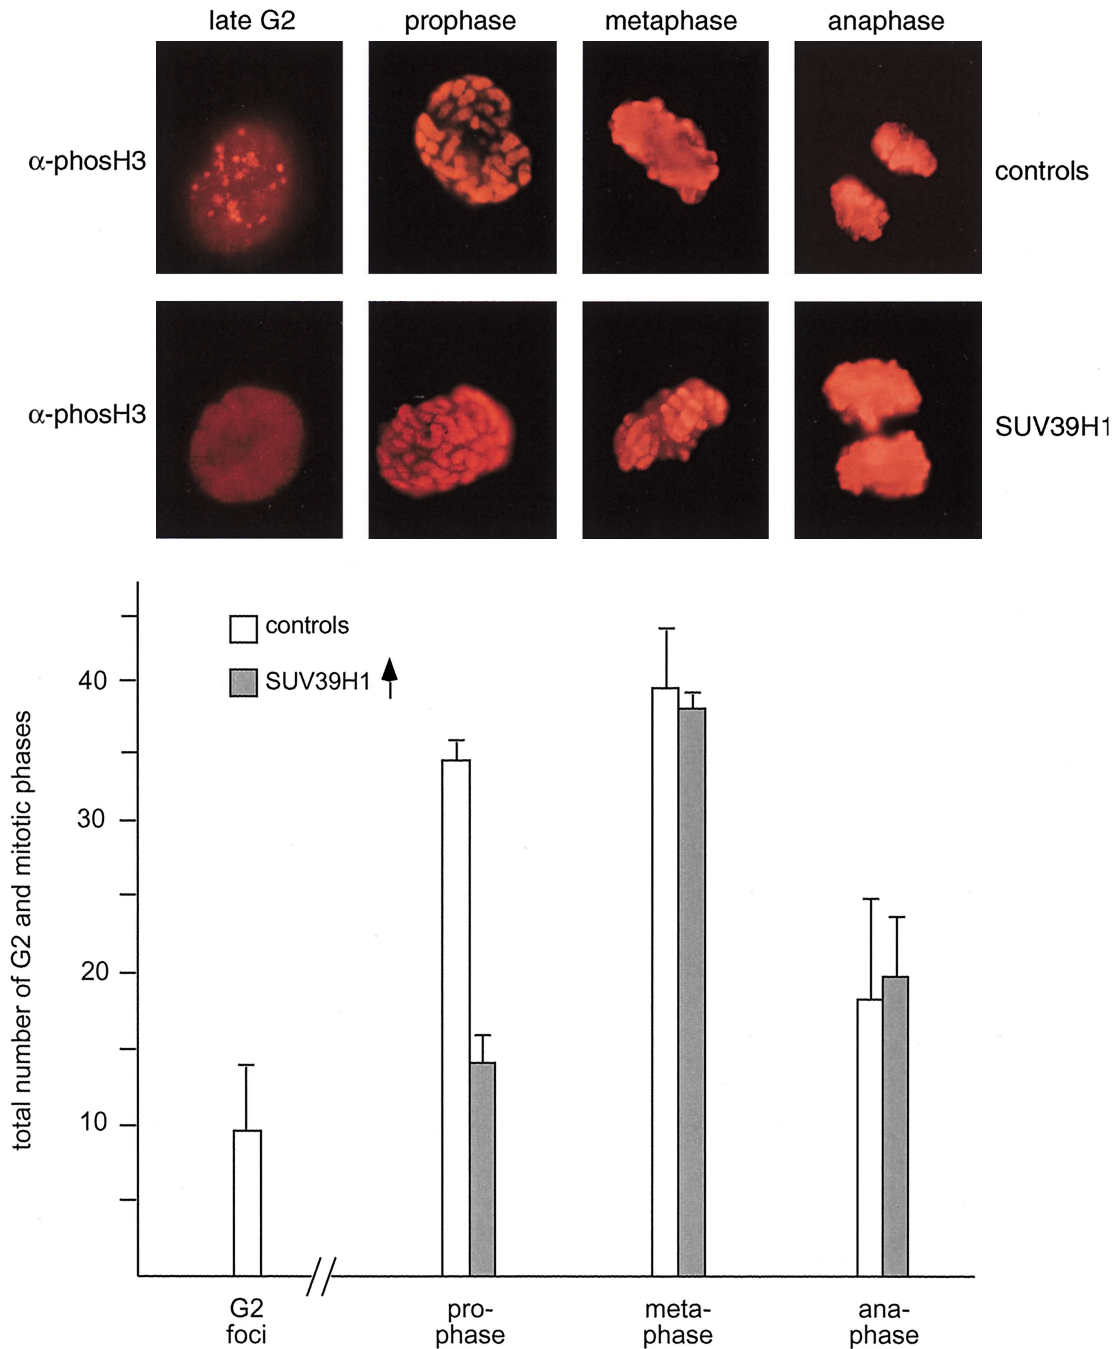 late G2 prophase metaphase anaphase
α-phosH3 controls
α-phosH3 SUV39H1
controls
SUV39H1
total number of G2 and mitotic phases
40
30
20
10
G2 foci
pro-
phase
meta-
phase
ana-
phase